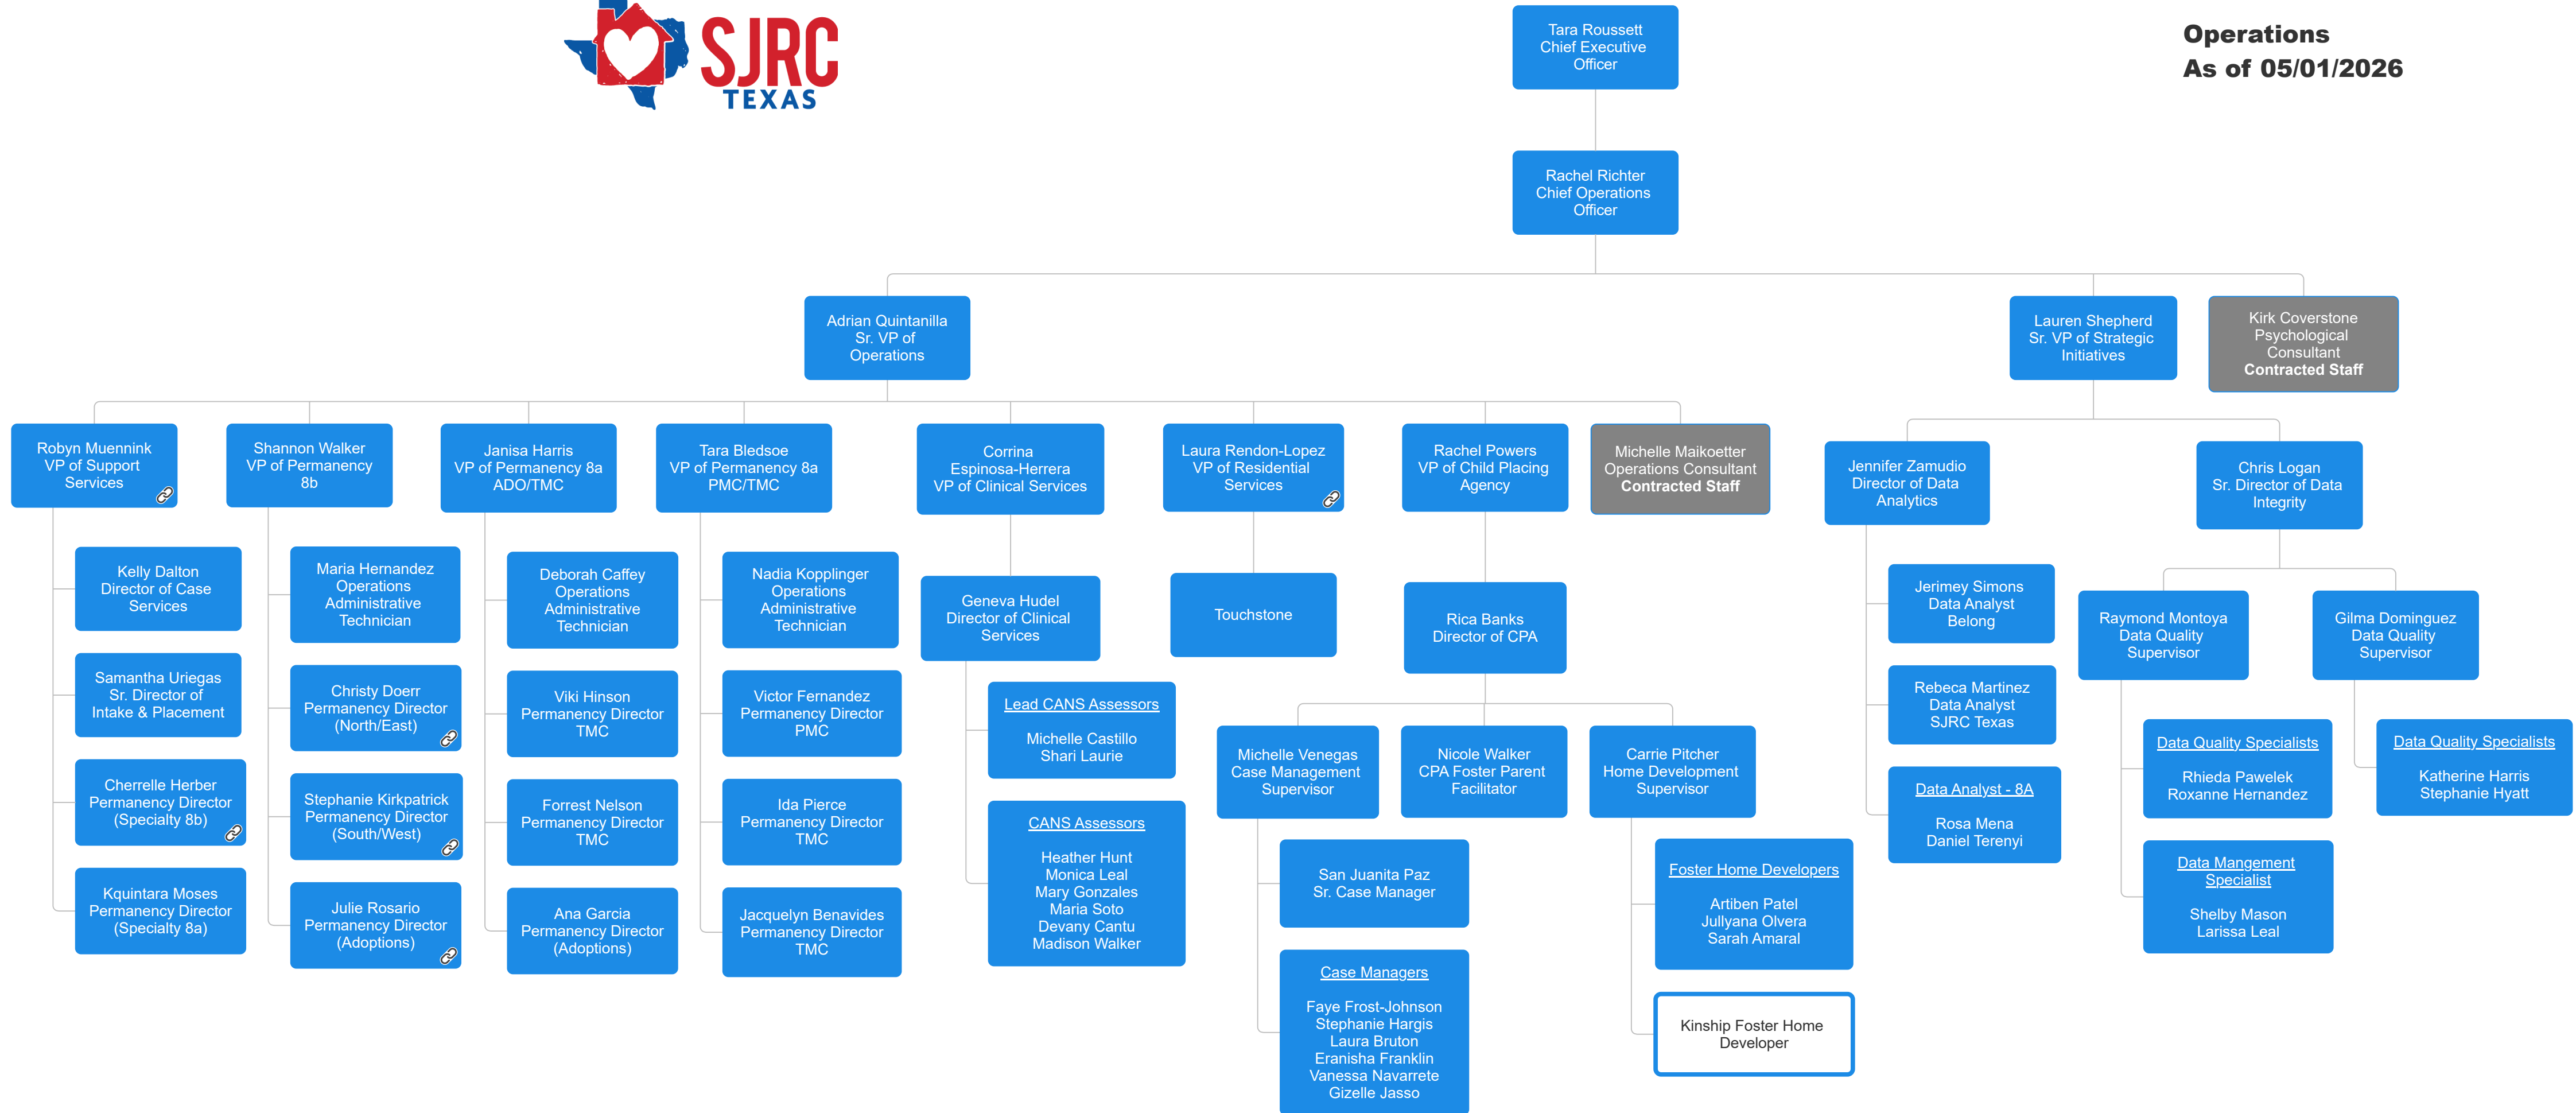 SJRC
TEXAS
Operations
As of 05/01/2026
Tara Roussett
Chief Executive
Officer
Rachel Richter
Chief Operations
Officer
Adrian Quintanilla
Sr. VP of
Operations
Lauren Shepherd
Sr. VP of Strategic
Initiatives
Kirk Coverstone
Psychological
Consultant
Contracted Staff
Robyn Muennink
VP of Support
Services
Shannon Walker
VP of Permanency
8b
Janisa Harris
VP of Permanency 8a
ADO/TMC
Tara Bledsoe
VP of Permanency 8a
PMC/TMC
Corrina
Espinosa-Herrera
VP of Clinical Services
Laura Rendon-Lopez
VP of Residential
Services
Rachel Powers
VP of Child Placing
Agency
Michelle Maikoetter
Operations Consultant
Contracted Staff
Jennifer Zamudio
Director of Data
Analytics
Chris Logan
Sr. Director of Data
Integrity
Kelly Dalton
Director of Case
Services
Samantha Uriegas
Sr. Director of
Intake & Placement
Cherrelle Herber
Permanency Director
(Specialty 8b)
Kquintara Moses
Permanency Director
(Specialty 8a)
Maria Hernandez
Operations
Administrative
Technician
Christy Doerr
Permanency Director
(North/East)
Stephanie Kirkpatrick
Permanency Director
(South/West)
Julie Rosario
Permanency Director
(Adoptions)
Deborah Caffey
Operations
Administrative
Technician
Viki Hinson
Permanency Director
TMC
Forrest Nelson
Permanency Director
TMC
Ana Garcia
Permanency Director
(Adoptions)
Nadia Kopplinger
Operations
Administrative
Technician
Victor Fernandez
Permanency Director
PMC
Ida Pierce
Permanency Director
TMC
Jacquelyn Benavides
Permanency Director
TMC
Geneva Hudel
Director of Clinical
Services
Lead CANS Assessors
Michelle Castillo
Shari Laurie
CANS Assessors
Heather Hunt
Monica Leal
Mary Gonzales
Maria Soto
Devany Cantu
Madison Walker
Touchstone
Rica Banks
Director of CPA
Michelle Venegas
Case Management
Supervisor
Nicole Walker
CPA Foster Parent
Facilitator
Carrie Pitcher
Home Development
Supervisor
San Juanita Paz
Sr. Case Manager
Case Managers
Faye Frost-Johnson
Stephanie Hargis
Laura Bruton
Eranisha Franklin
Vanessa Navarrete
Gizelle Jasso
Foster Home Developers
Artiben Patel
Jullyana Olvera
Sarah Amaral
Kinship Foster Home
Developer
Jerimey Simons
Data Analyst
Belong
Rebeca Martinez
Data Analyst
SJRC Texas
Data Analyst - 8A
Rosa Mena
Daniel Terenyi
Raymond Montoya
Data Quality
Supervisor
Gilma Dominguez
Data Quality
Supervisor
Data Quality Specialists
Rhieda Pawelek
Roxanne Hernandez
Data Mangement
Specialist
Shelby Mason
Larissa Leal
Data Quality Specialists
Katherine Harris
Stephanie Hyatt